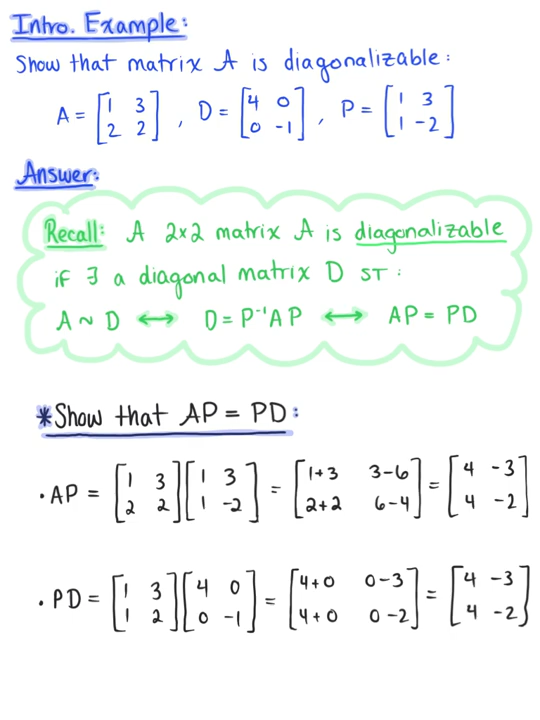 Intro. Example:
Show that matrix A is diagonalizable:
A = [1 3; 2 2], D = [4 0; 0 -1], P = [1 3; 1 -2]
Answer:
Recall: A 2x2 matrix A is diagonalizable
if ∃ a diagonal matrix D ST:
A ~ D ↔ D = P⁻¹AP ↔ AP = PD
*Show that AP = PD:
• AP = [1 3; 2 2][1 3; 1 -2] = [1+3 3-6; 2+2 6-4] = [4 -3; 4 -2]
• PD = [1 3; 1 2][4 0; 0 -1] = [4+0 0-3; 4+0 0-2] = [4 -3; 4 -2]